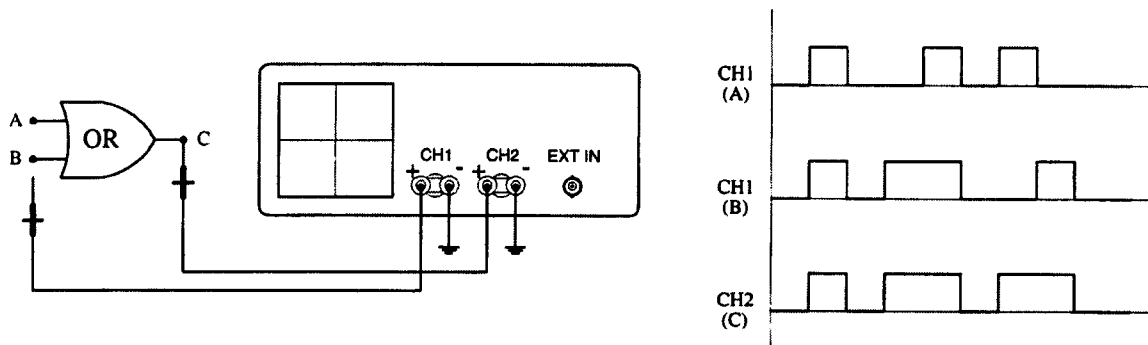 A
B
OR
C
+ CH1 -
+ CH2 -
EXT IN
CH1
(A)
CH1
(B)
CH2
(C)